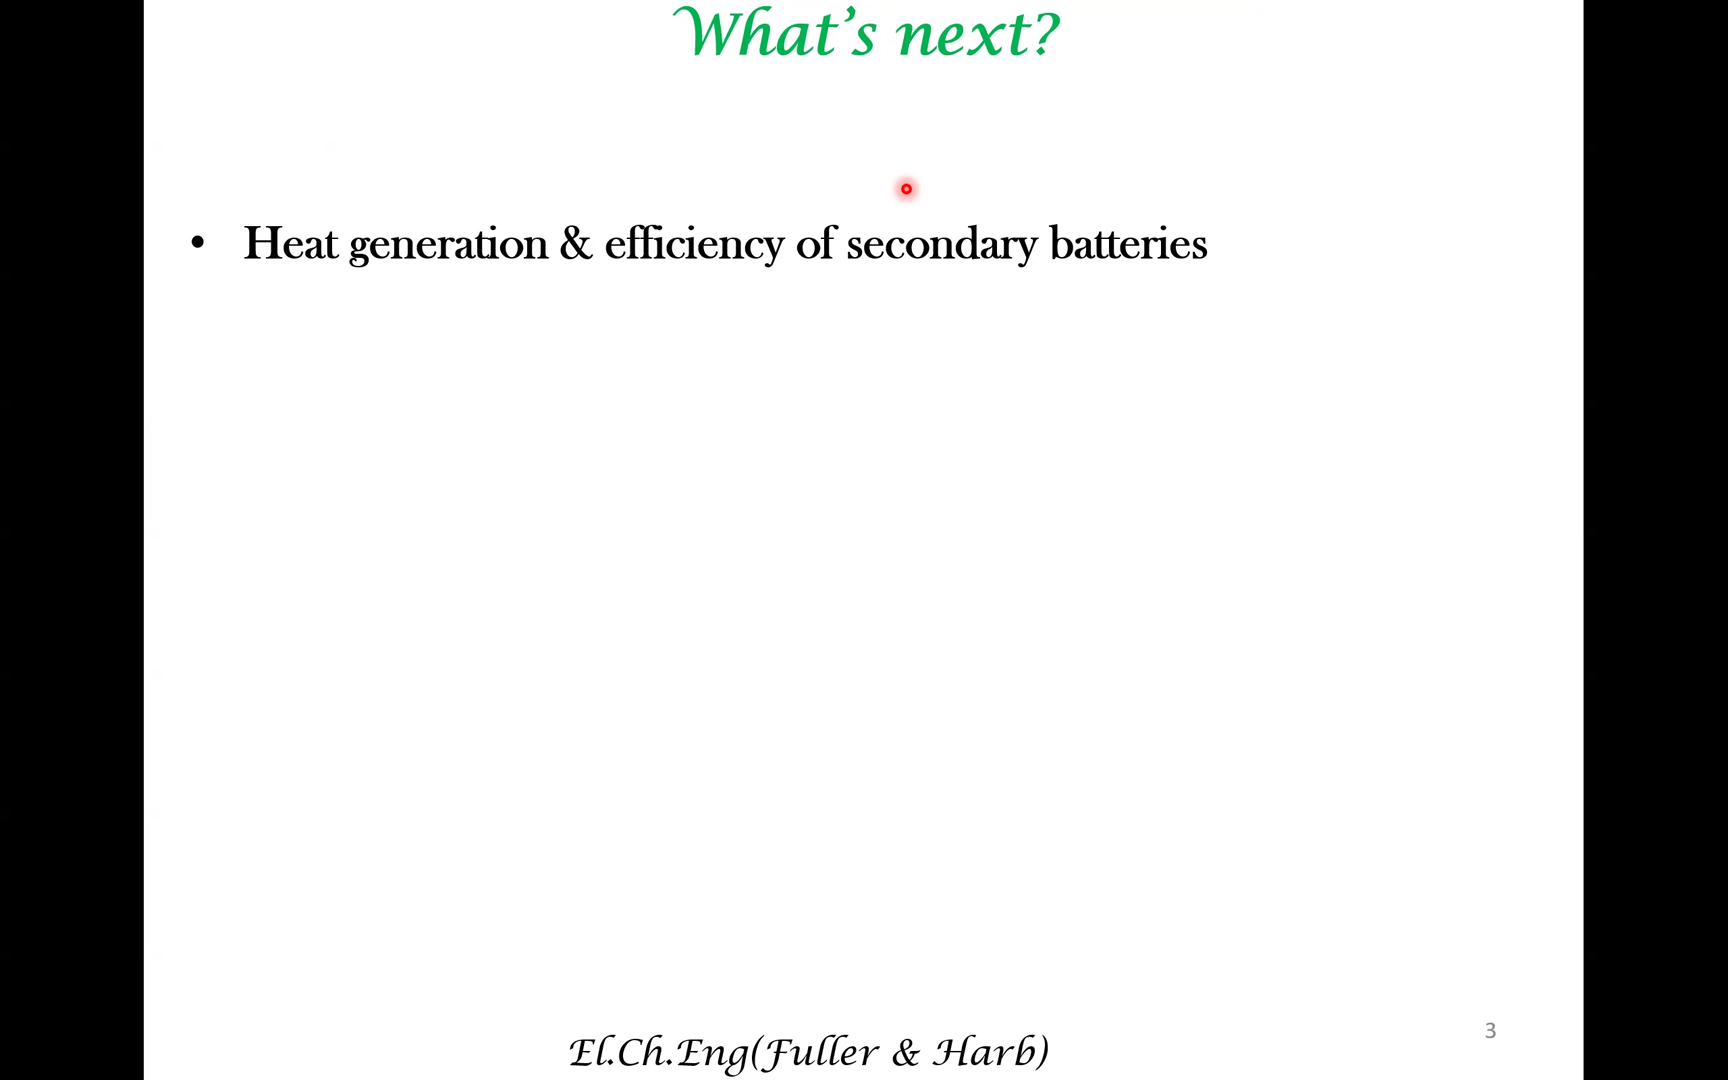 What's next?
• Heat generation & efficiency of secondary batteries
El.Ch.Eng(Fuller & Harb)
3